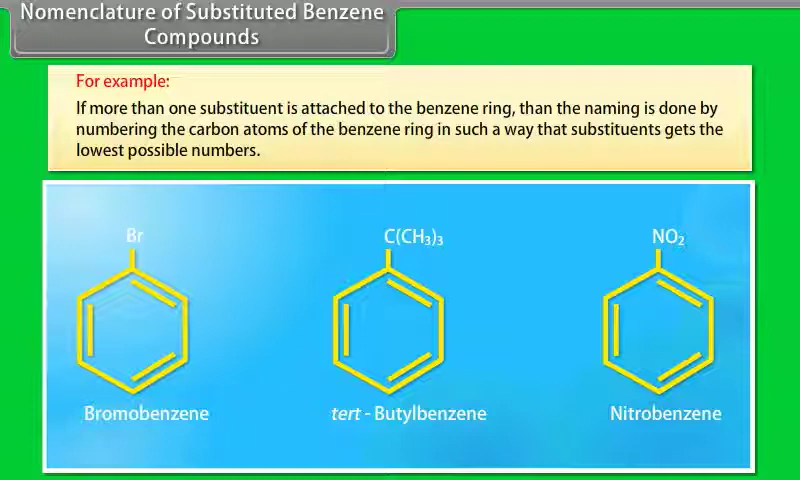 Nomenclature of Substituted Benzene
Compounds
For example:
If more than one substituent is attached to the benzene ring, than the naming is done by
numbering the carbon atoms of the benzene ring in such a way that substituents gets the
lowest possible numbers.
Br C(CH₃)₃ NO₂
Bromobenzene tert - Butylbenzene Nitrobenzene